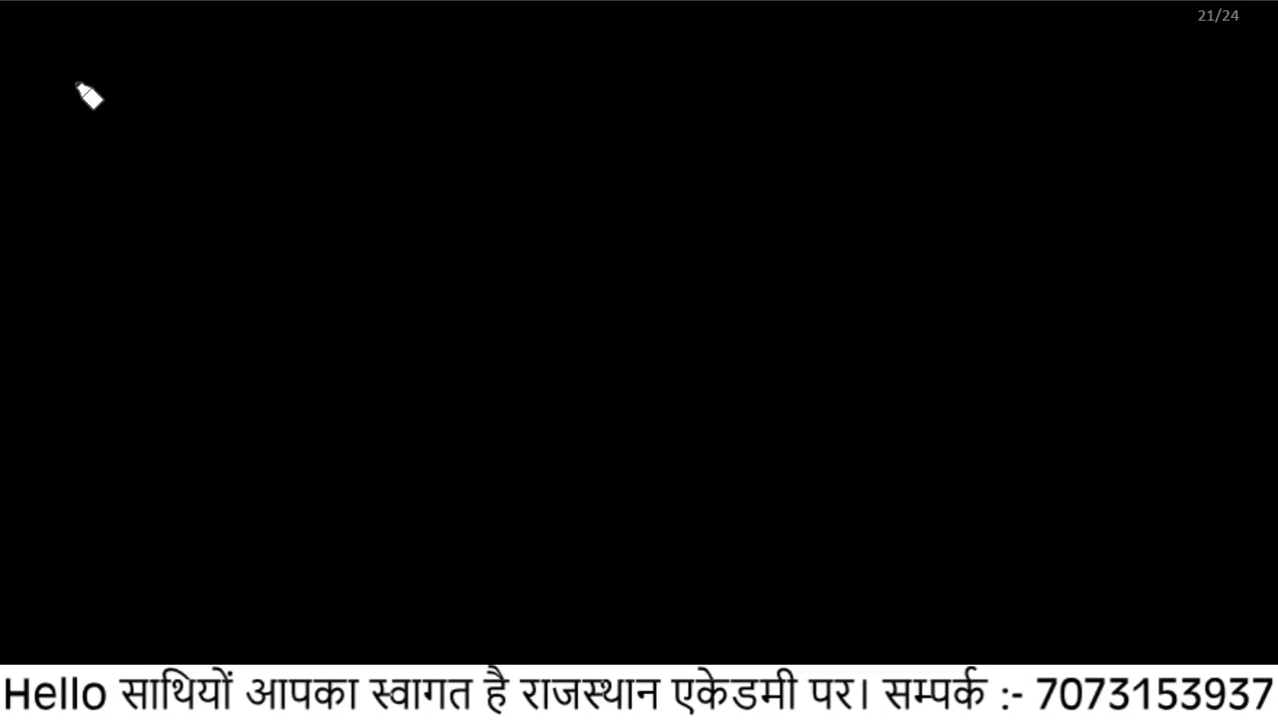 21/24
Hello साथियों आपका स्वागत है राजस्थान एकेडमी पर। सम्पर्क :- 7073153937